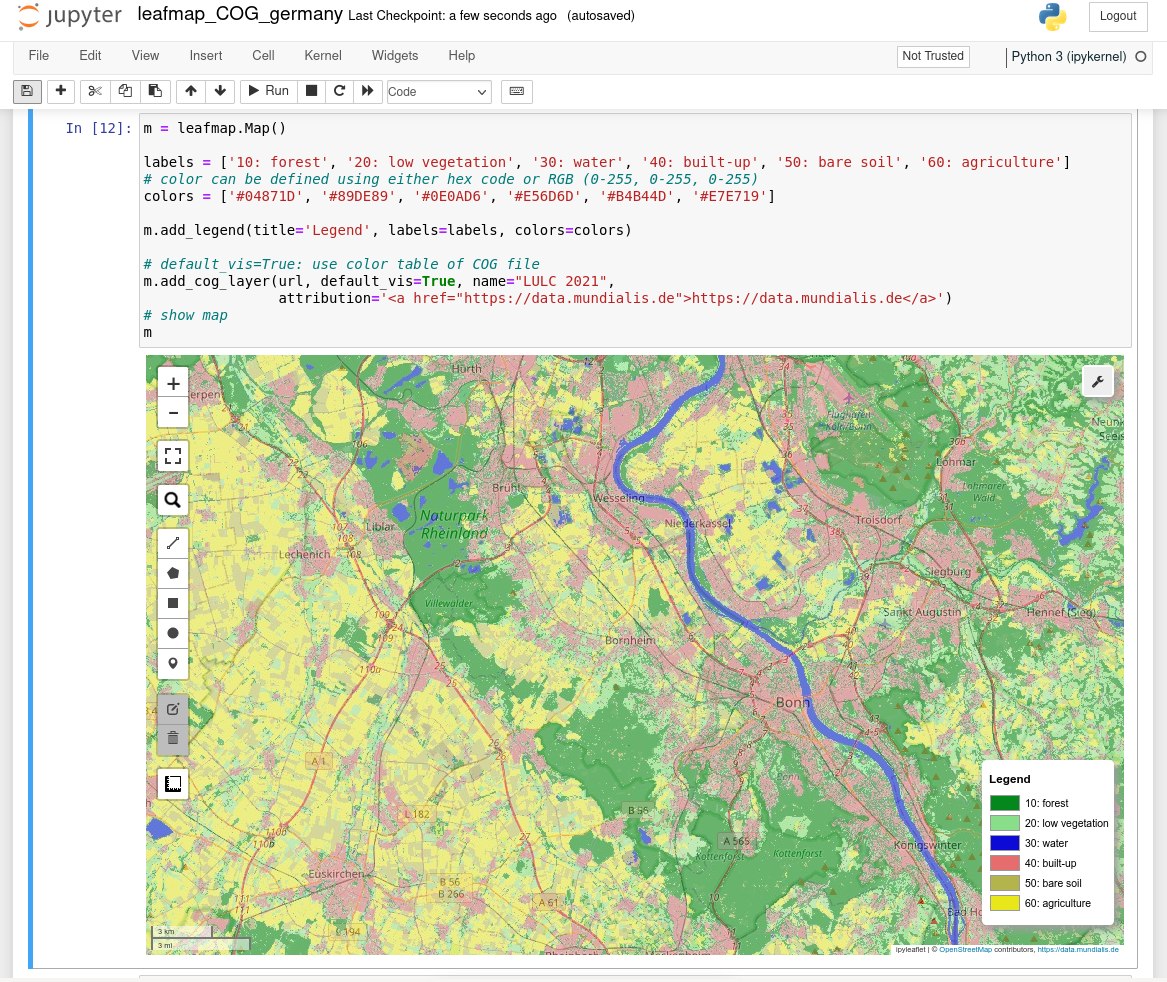 jupyter leafmap_COG_germany Last Checkpoint: a few seconds ago (autosaved)
Logout
File Edit View Insert Cell Kernel Widgets Help
Not Trusted
Python 3 (ipykernel)
Run
Code
In [12]:
m = leafmap.Map()
labels = ['10: forest', '20: low vegetation', '30: water', '40: built-up', '50: bare soil', '60: agriculture']
# color can be defined using either hex code or RGB (0-255, 0-255, 0-255)
colors = ['#04871D', '#89DE89', '#0E0AD6', '#E56D6D', '#B4B44D', '#E7E719']
m.add_legend(title='Legend', labels=labels, colors=colors)
# default_vis=True: use color table of COG file
m.add_cog_layer(url, default_vis=True, name="LULC 2021",
attribution='<a href="https://data.mundialis.de">https://data.mundialis.de</a>')
# show map
m
Hürth
erpen
Flughafen
Lohmar
Lohmarer
Wald
Brühl
Wesseling
Naturpark
Rheinland
Liblar
Niederkassel
Troisdorf
Lechenich
Siegburg
Villewälder
Sankt Augustin
Hennef (Sieg)
Bornheim
Bonn
A 1
L 182
B 56
A 565
Kottenforst
Kottenforst
Königswinter
Euskirchen
B 56
B 266
A 61
Bad Ho
L 194
Legend
10: forest
20: low vegetation
30: water
40: built-up
50: bare soil
60: agriculture
3 km
3 mi
ipyleaflet | © OpenStreetMap contributors, https://data.mundialis.de